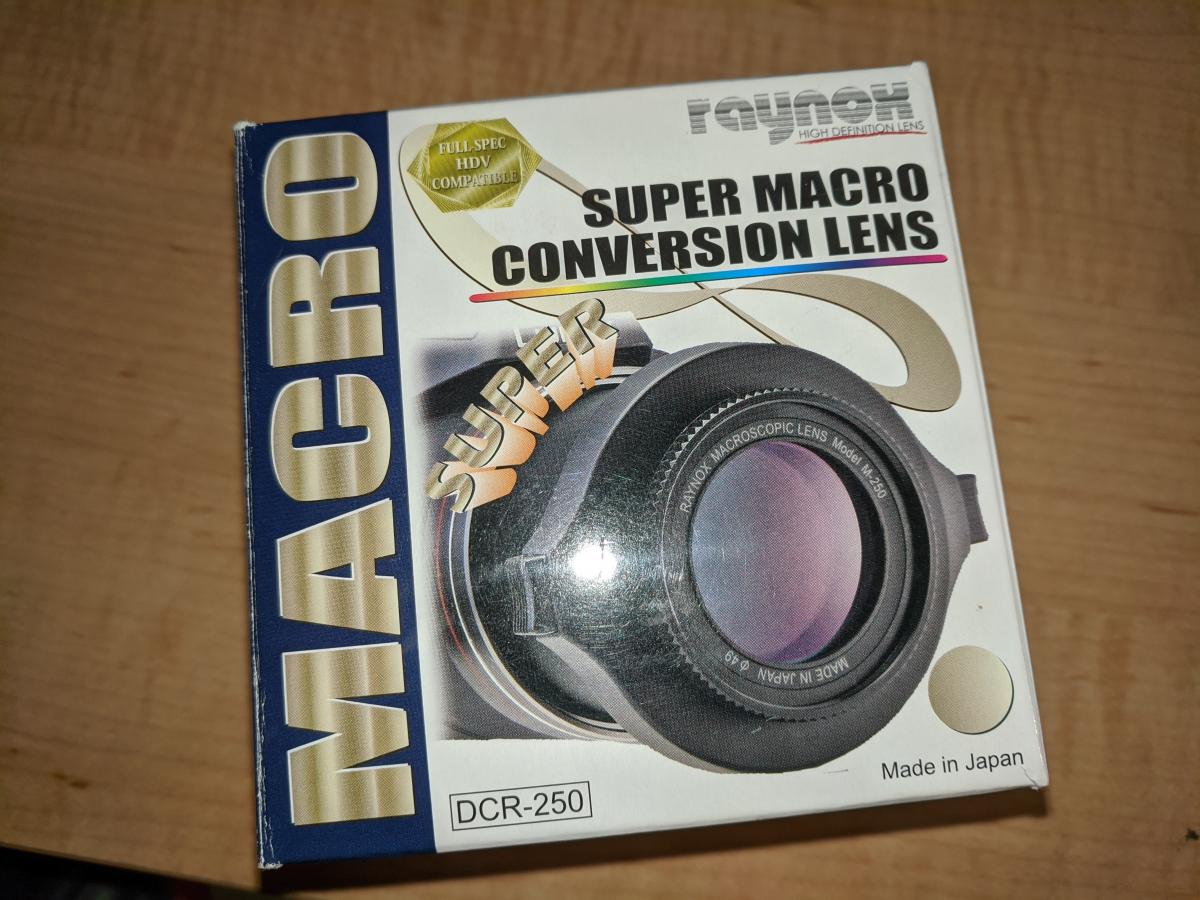 MACRO
FULL-SPEC
HDV
COMPATIBLE
raynox
HIGH DEFINITION LENS
SUPER MACRO
CONVERSION LENS
SUPER
RAYNOX MACROSCOPIC LENS Model M-250
MADE IN JAPAN Φ49
Made in Japan
DCR-250